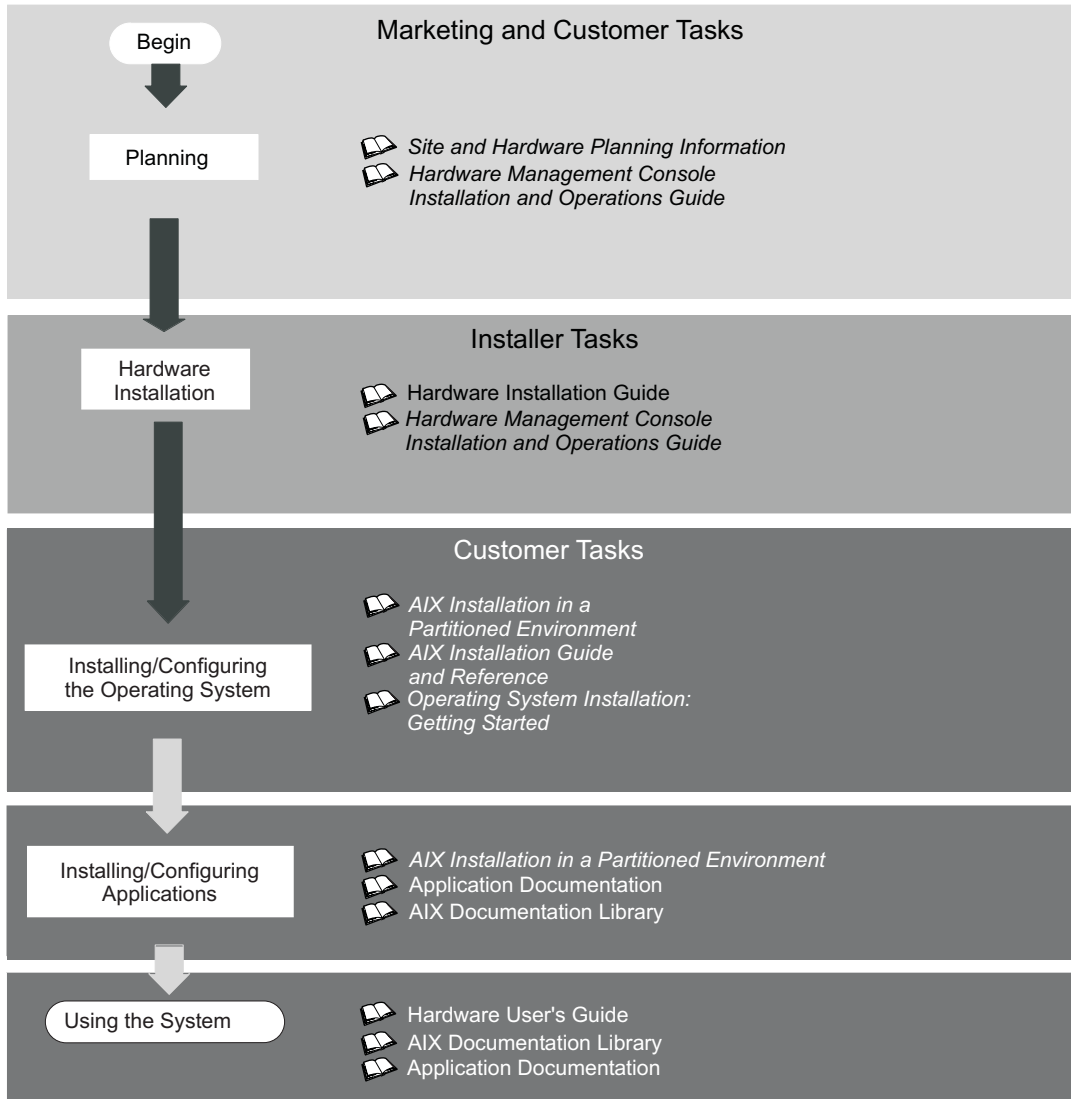 Marketing and Customer Tasks
Begin
Planning
Site and Hardware Planning Information
Hardware Management Console
Installation and Operations Guide
Installer Tasks
Hardware
Installation
Hardware Installation Guide
Hardware Management Console
Installation and Operations Guide
Customer Tasks
Installing/Configuring
the Operating System
AIX Installation in a
Partitioned Environment
AIX Installation Guide
and Reference
Operating System Installation:
Getting Started
Installing/Configuring
Applications
AIX Installation in a Partitioned Environment
Application Documentation
AIX Documentation Library
Using the System
Hardware User's Guide
AIX Documentation Library
Application Documentation